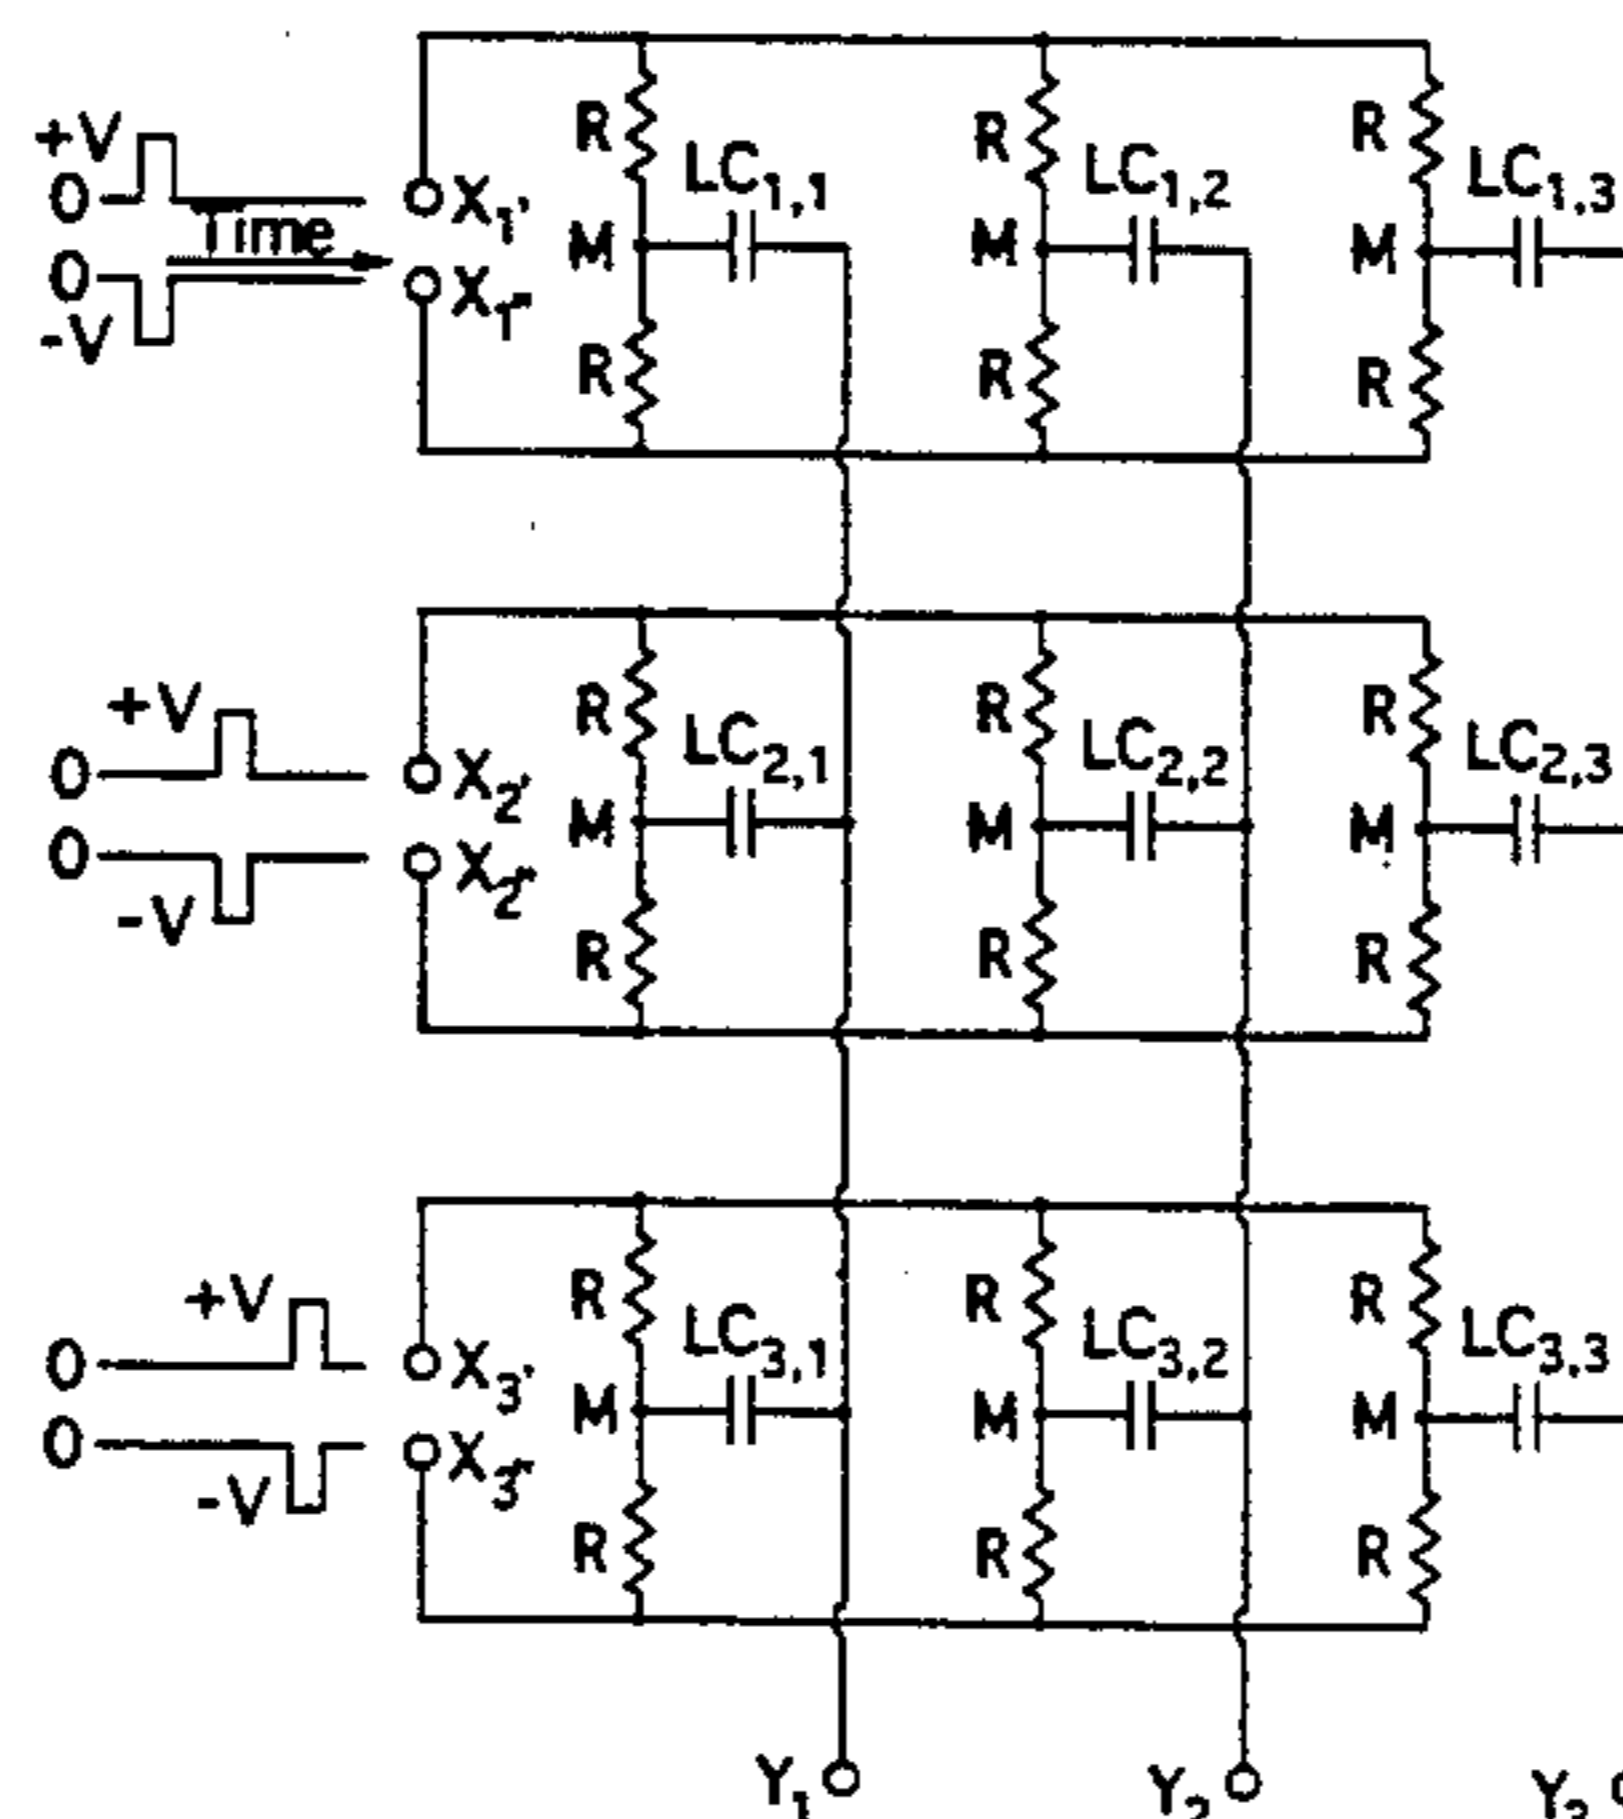 R R R
LC1,1 LC1,2 LC1,3
+V
0 X1'
Time
M M M
0 X1"
-V
R R R
R R R
+V
LC2,1 LC2,2 LC2,3
0 X2'
M M M
0 X2"
-V
R R R
+V
R R R
LC3,1 LC3,2 LC3,3
0 X3'
M M M
0 X3"
-V
R R R
Y1 Y2 Y3